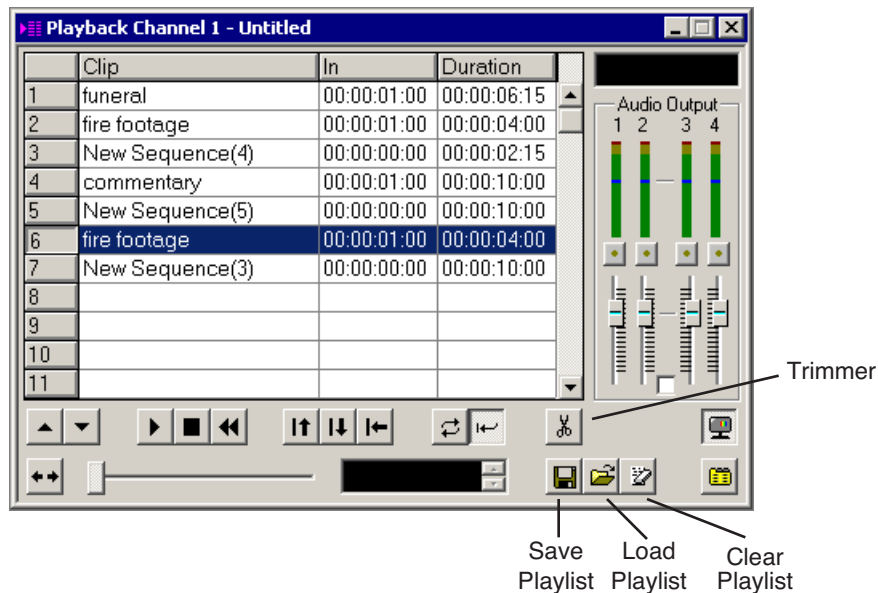 Playback Channel 1 - Untitled
Clip In Duration
1 funeral 00:00:01:00 00:00:06:15
2 fire footage 00:00:01:00 00:00:04:00
3 New Sequence(4) 00:00:00:00 00:00:02:15
4 commentary 00:00:01:00 00:00:10:00
5 New Sequence(5) 00:00:00:00 00:00:10:00
6 fire footage 00:00:01:00 00:00:04:00
7 New Sequence(3) 00:00:00:00 00:00:10:00
8
9
10
11
Audio Output
1 2 3 4
Trimmer
Save Playlist
Load Playlist
Clear Playlist